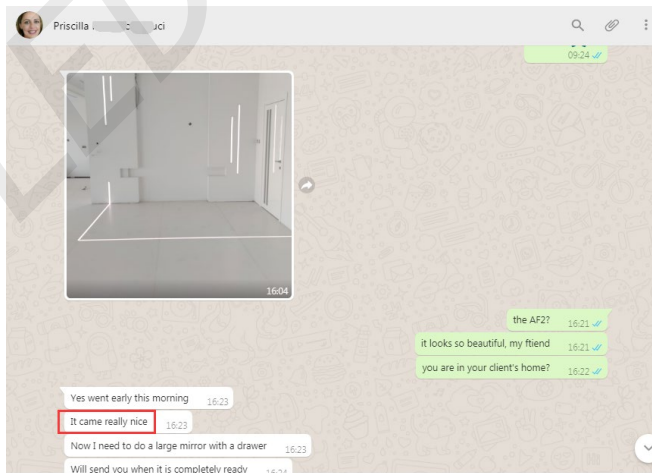 Priscilla uci
09:24
16:04
the AF2? 16:21
it looks so beautiful, my ftiend 16:21
you are in your client's home? 16:22
Yes went early this morning 16:23
It came really nice 16:23
Now I need to do a large mirror with a drawer 16:23
Will send you when it is completely ready 16:24